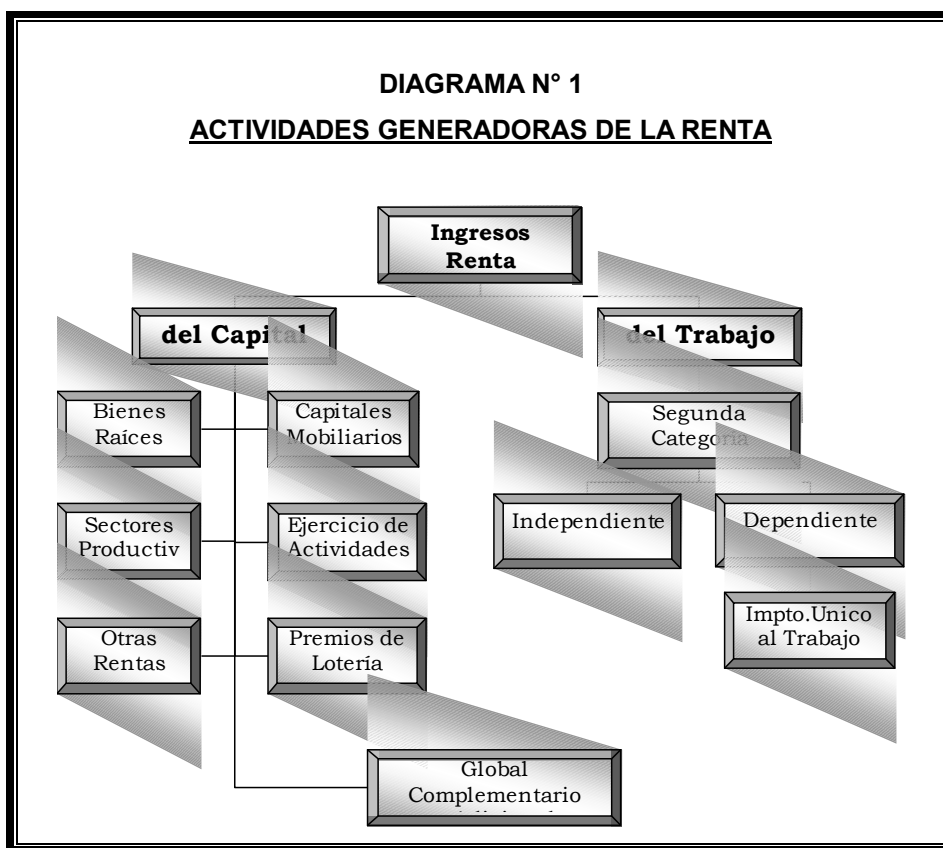 DIAGRAMA N° 1
ACTIVIDADES GENERADORAS DE LA RENTA
Ingresos
Renta
del Capital
del Trabajo
Bienes
Raíces
Capitales
Mobiliarios
Segunda
Categoría
Sectores
Productiv
Ejercicio de
Actividades
Independiente
Dependiente
Otras
Rentas
Premios de
Lotería
Impto.Unico
al Trabajo
Global
Complementario